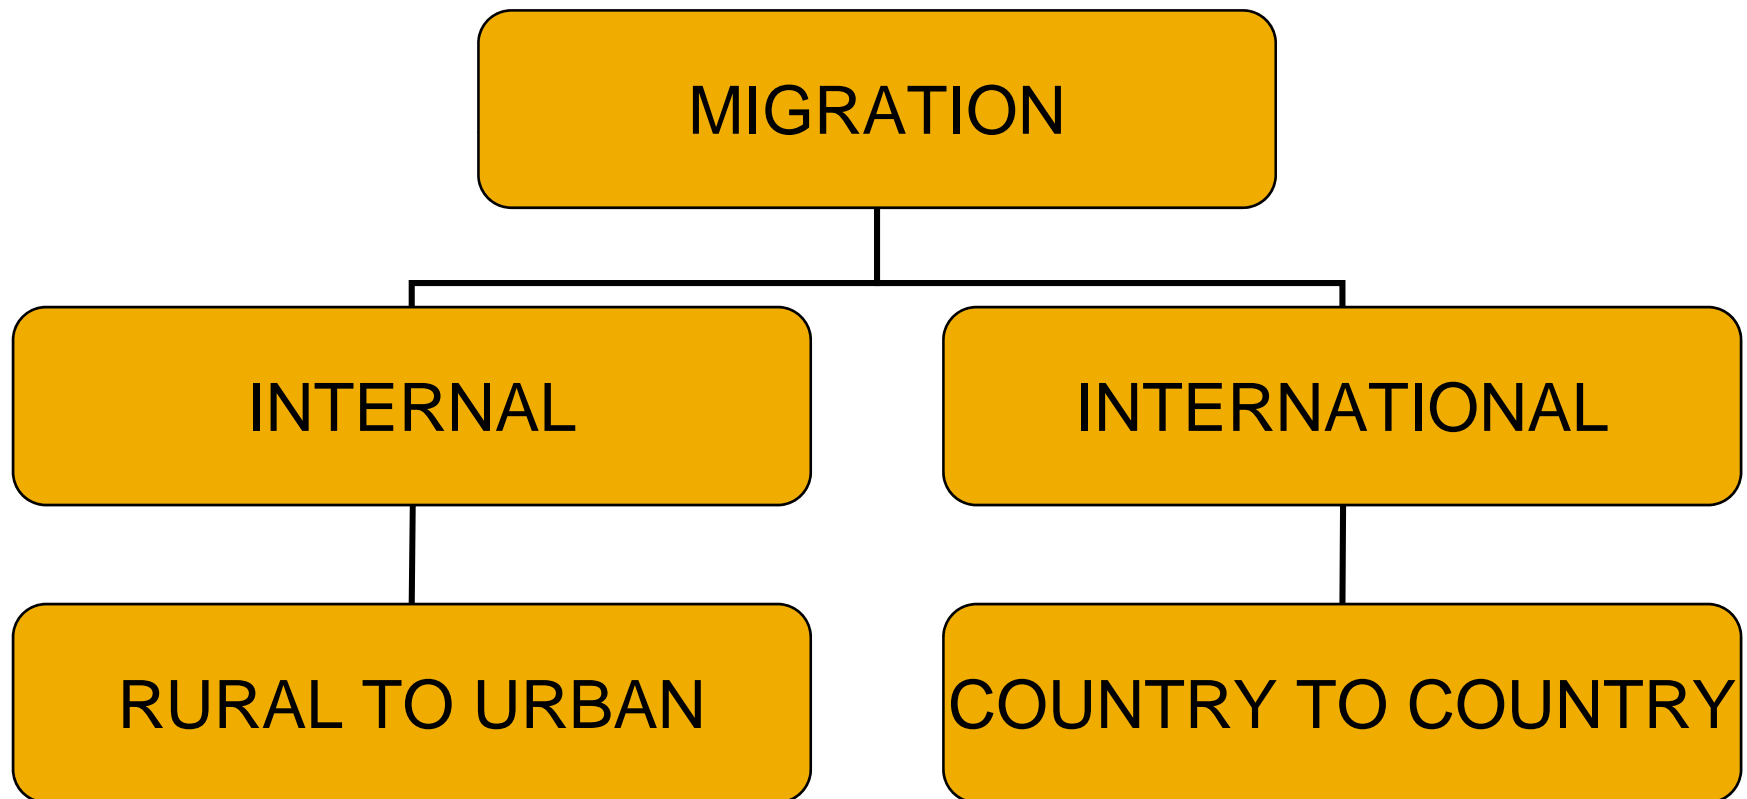 MIGRATION
INTERNAL
INTERNATIONAL
RURAL TO URBAN
COUNTRY TO COUNTRY